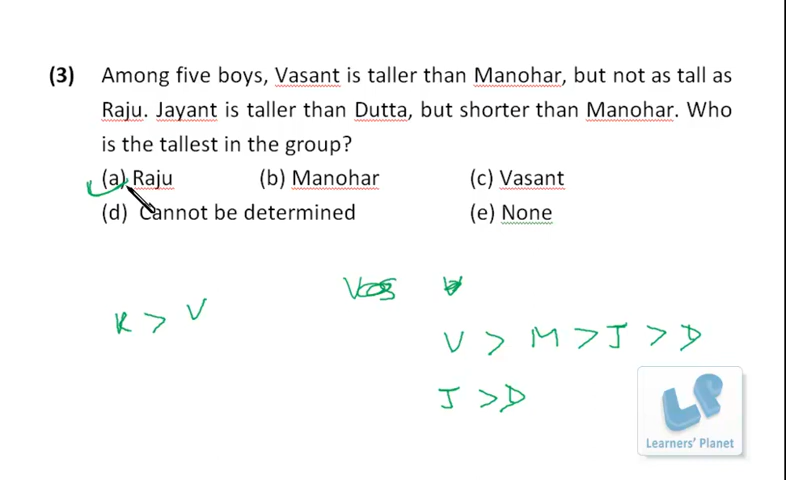 (3) Among five boys, Vasant is taller than Manohar, but not as tall as
Raju. Jayant is taller than Dutta, but shorter than Manohar. Who
is the tallest in the group?
(a) Raju (b) Manohar (c) Vasant
(d) Cannot be determined (e) None
R > V
V > M > J > D
J > D
LP
Learners' Planet